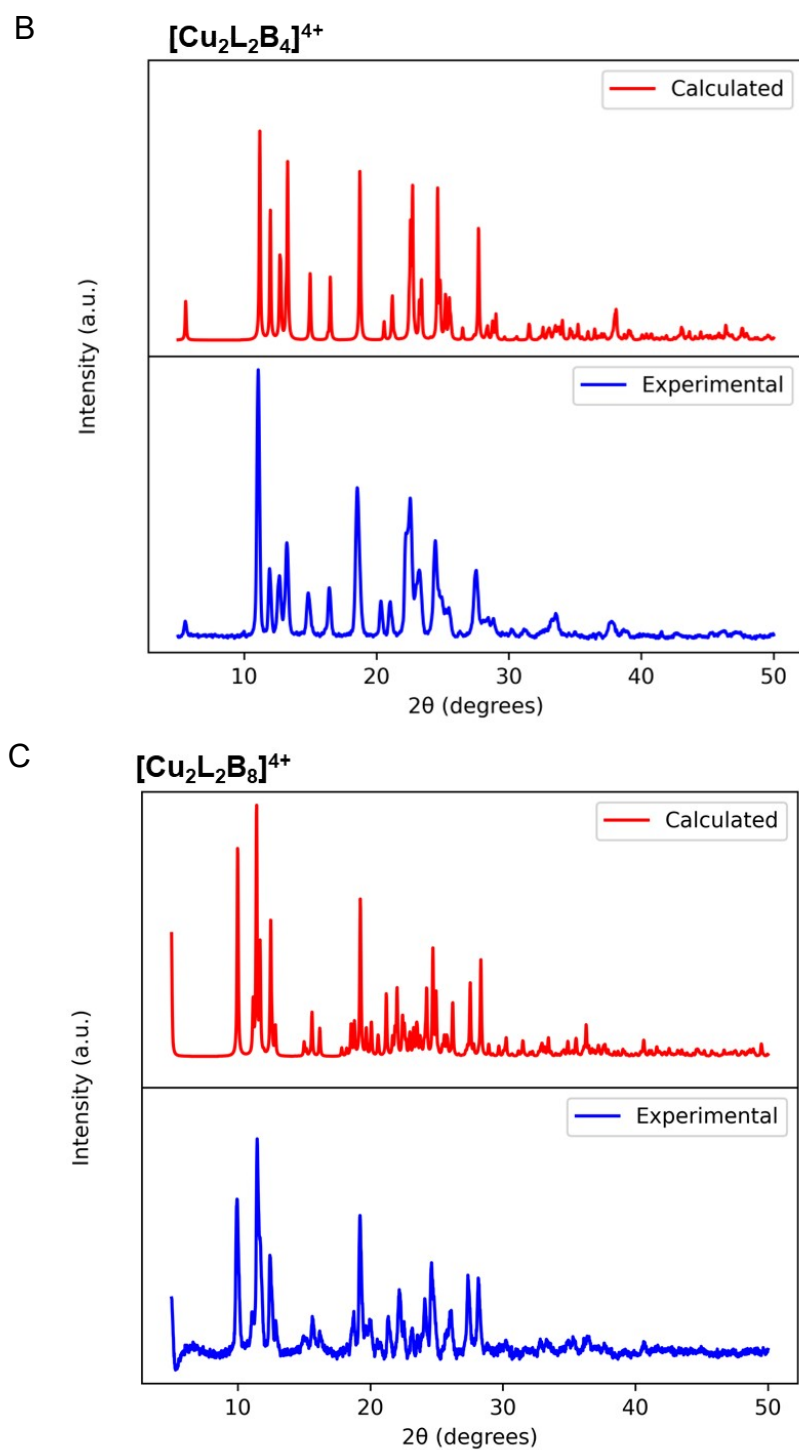 B
[Cu₂L₂B₄]⁴⁺
Calculated
Intensity (a.u.)
Experimental
10 20 30 40 50
2θ (degrees)
C
[Cu₂L₂B₈]⁴⁺
Calculated
Intensity (a.u.)
Experimental
10 20 30 40 50
2θ (degrees)